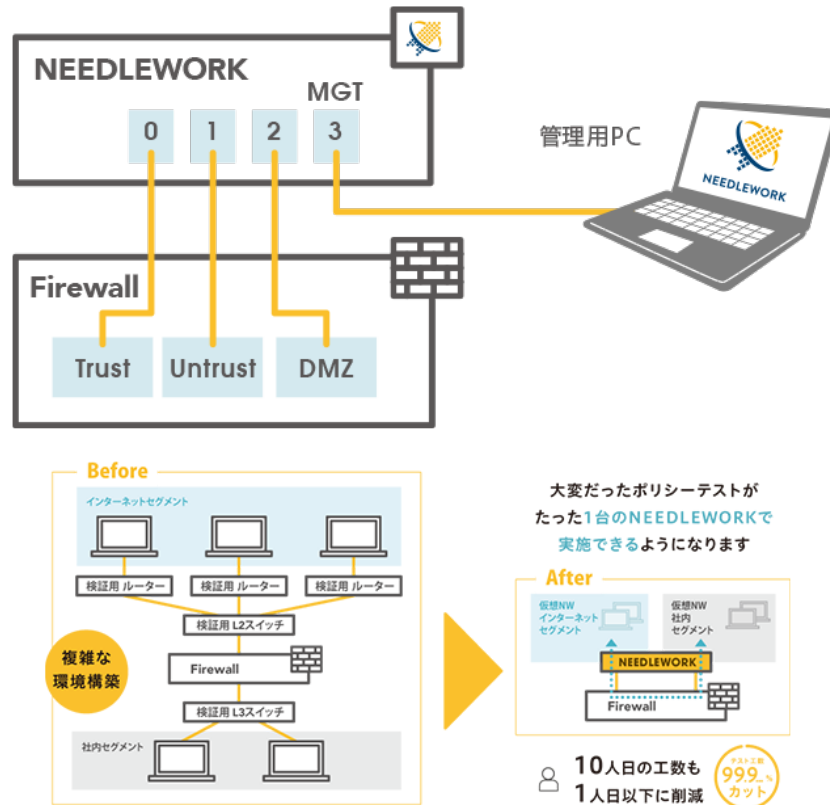 NEEDLEWORK
MGT
0
1
2
3
管理用PC
NEEDLEWORK
Firewall
Trust
Untrust
DMZ
Before
インターネットセグメント
検証用 ルーター
検証用 ルーター
検証用 ルーター
検証用 L2スイッチ
複雑な
環境構築
Firewall
検証用 L3スイッチ
社内セグメント
大変だったポリシーテストが
たった1台のNEEDLEWORKで
実施できるようになります
After
仮想NW
インターネット
セグメント
仮想NW
社内
セグメント
NEEDLEWORK
Firewall
10人日の工数も
1人日以下に削減
テスト工数
99.9%
カット